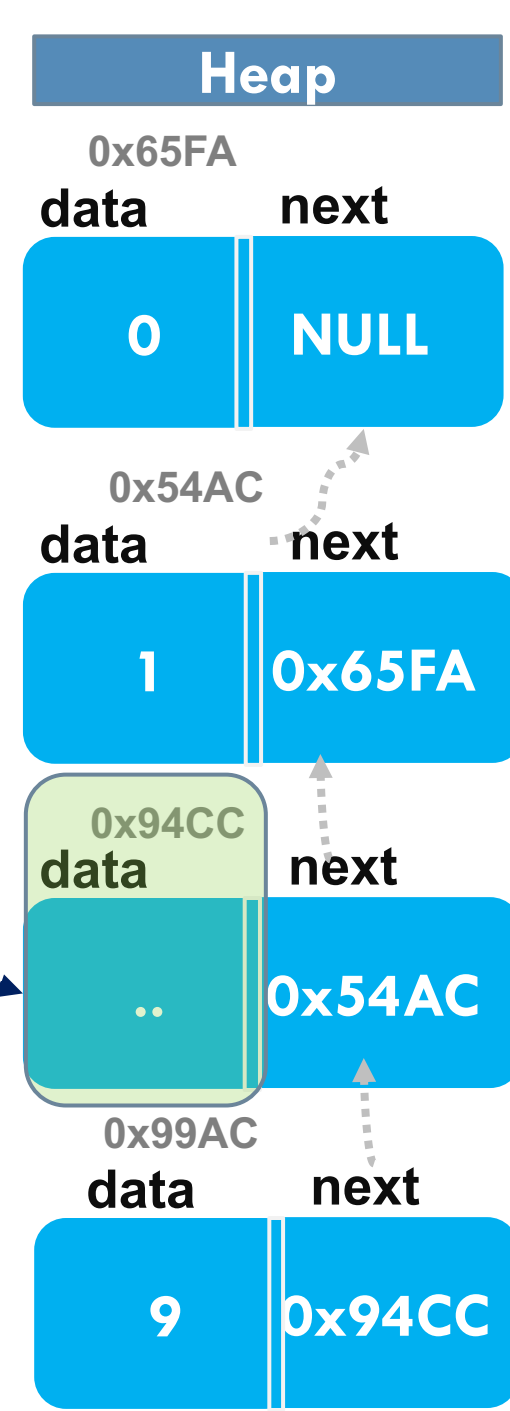 Heap
0x65FA
data next
0 NULL
0x54AC
data next
1 0x65FA
0x94CC
data next
.. 0x54AC
0x99AC
data next
9 0x94CC